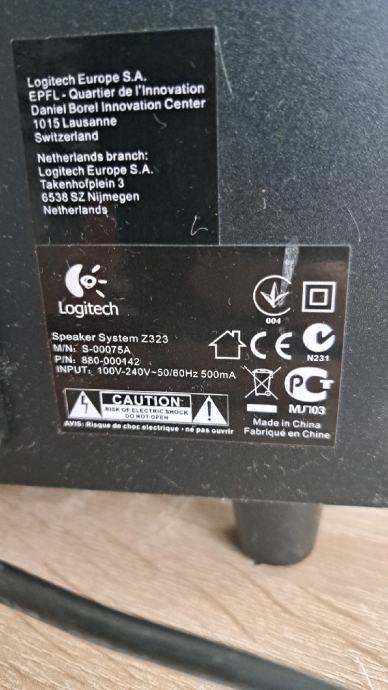 Logitech Europe S.A.
EPFL - Quartier de l'Innovation
Daniel Borel Innovation Center
1015 Lausanne
Switzerland
Netherlands branch:
Logitech Europe S.A.
Takenhofplein 3
6538 SZ Nijmegen
Netherlands
Logitech
004
Speaker System Z323
M/N: S-00075A
P/N: 880-000142
INPUT: 100V-240V~50/60Hz 500mA
CE
N231
CAUTION
RISK OF ELECTRIC SHOCK
DO NOT OPEN
AVIS: Risque de choc electrique - ne pas ouvrir
МЛ03
Made in China
Fabriqué en Chine